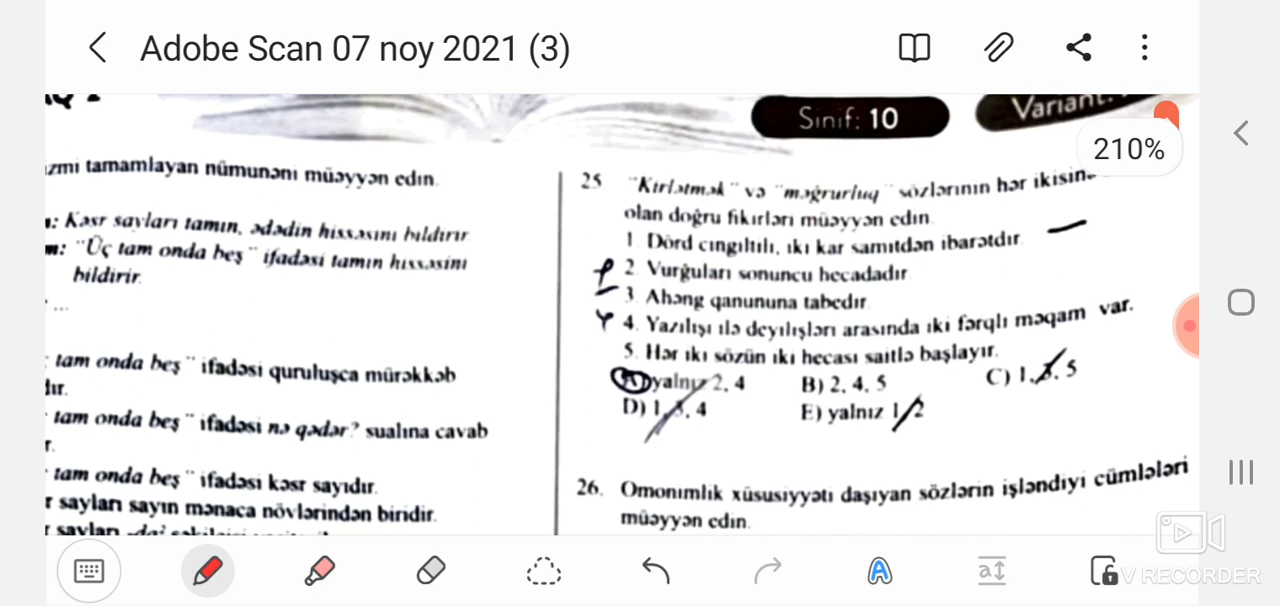 Adobe Scan 07 noy 2021 (3)
Sınıf: 10
Variant:
210%
zmi tamamlayan nümunəni müəyyən edin.
: Kəsr sayları tamın, ədədin hissəsini bildirir.
m: "Üç tam onda beş" ifadəsi tamın hissəsini
bildirir.
...
tam onda beş" ifadəsi quruluşca mürəkkəb
dır.
tam onda beş" ifadəsi nə qədər? sualına cavab
r.
tam onda beş" ifadəsi kəsr sayıdır.
r sayları sayın mənaca növlərindən biridir.
r sayları
25. "Kirlətmək" və "məğrurluq" sözlərinin hər ikisinə
olan doğru fikirləri müəyyən edin.
1. Dörd cingiltili, iki kar samitdən ibarətdir.
2. Vurğuları sonuncu hecadadır.
3. Ahəng qanununa tabedir.
4. Yazılışı ilə deyilişləri arasında iki fərqli məqam var.
5. Hər iki sözün iki hecası saitlə başlayır.
A) yalnız 2, 4 B) 2, 4, 5 C) 1, 3, 5
D) 1, 3, 4 E) yalnız 1, 2
26. Omonimlik xüsusiyyəti daşıyan sözlərin işləndiyi cümlələri
müəyyən edin.
V RECORDER